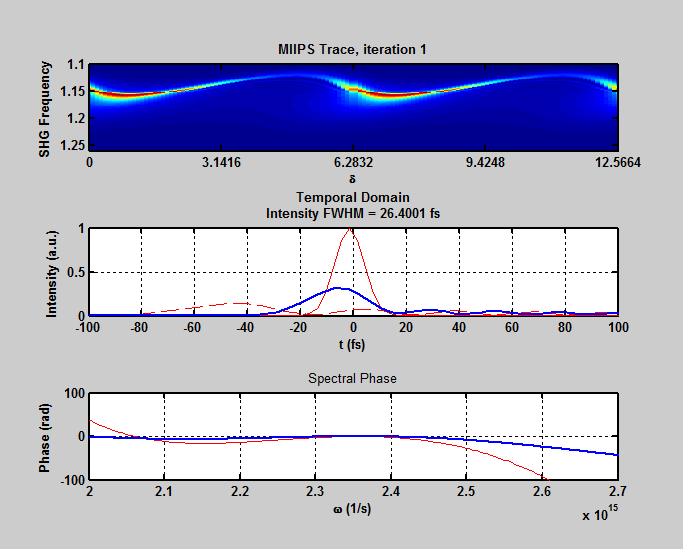 MIIPS Trace, iteration 1
SHG Frequency
1.1
1.15
1.2
1.25
0 3.1416 6.2832 9.4248 12.5664
δ
Temporal Domain
Intensity FWHM = 26.4001 fs
Intensity (a.u.)
1
0.5
0
-100 -80 -60 -40 -20 0 20 40 60 80 100
t (fs)
Spectral Phase
Phase (rad)
100
0
-100
2 2.1 2.2 2.3 2.4 2.5 2.6 2.7
ω (1/s)
x 10^15